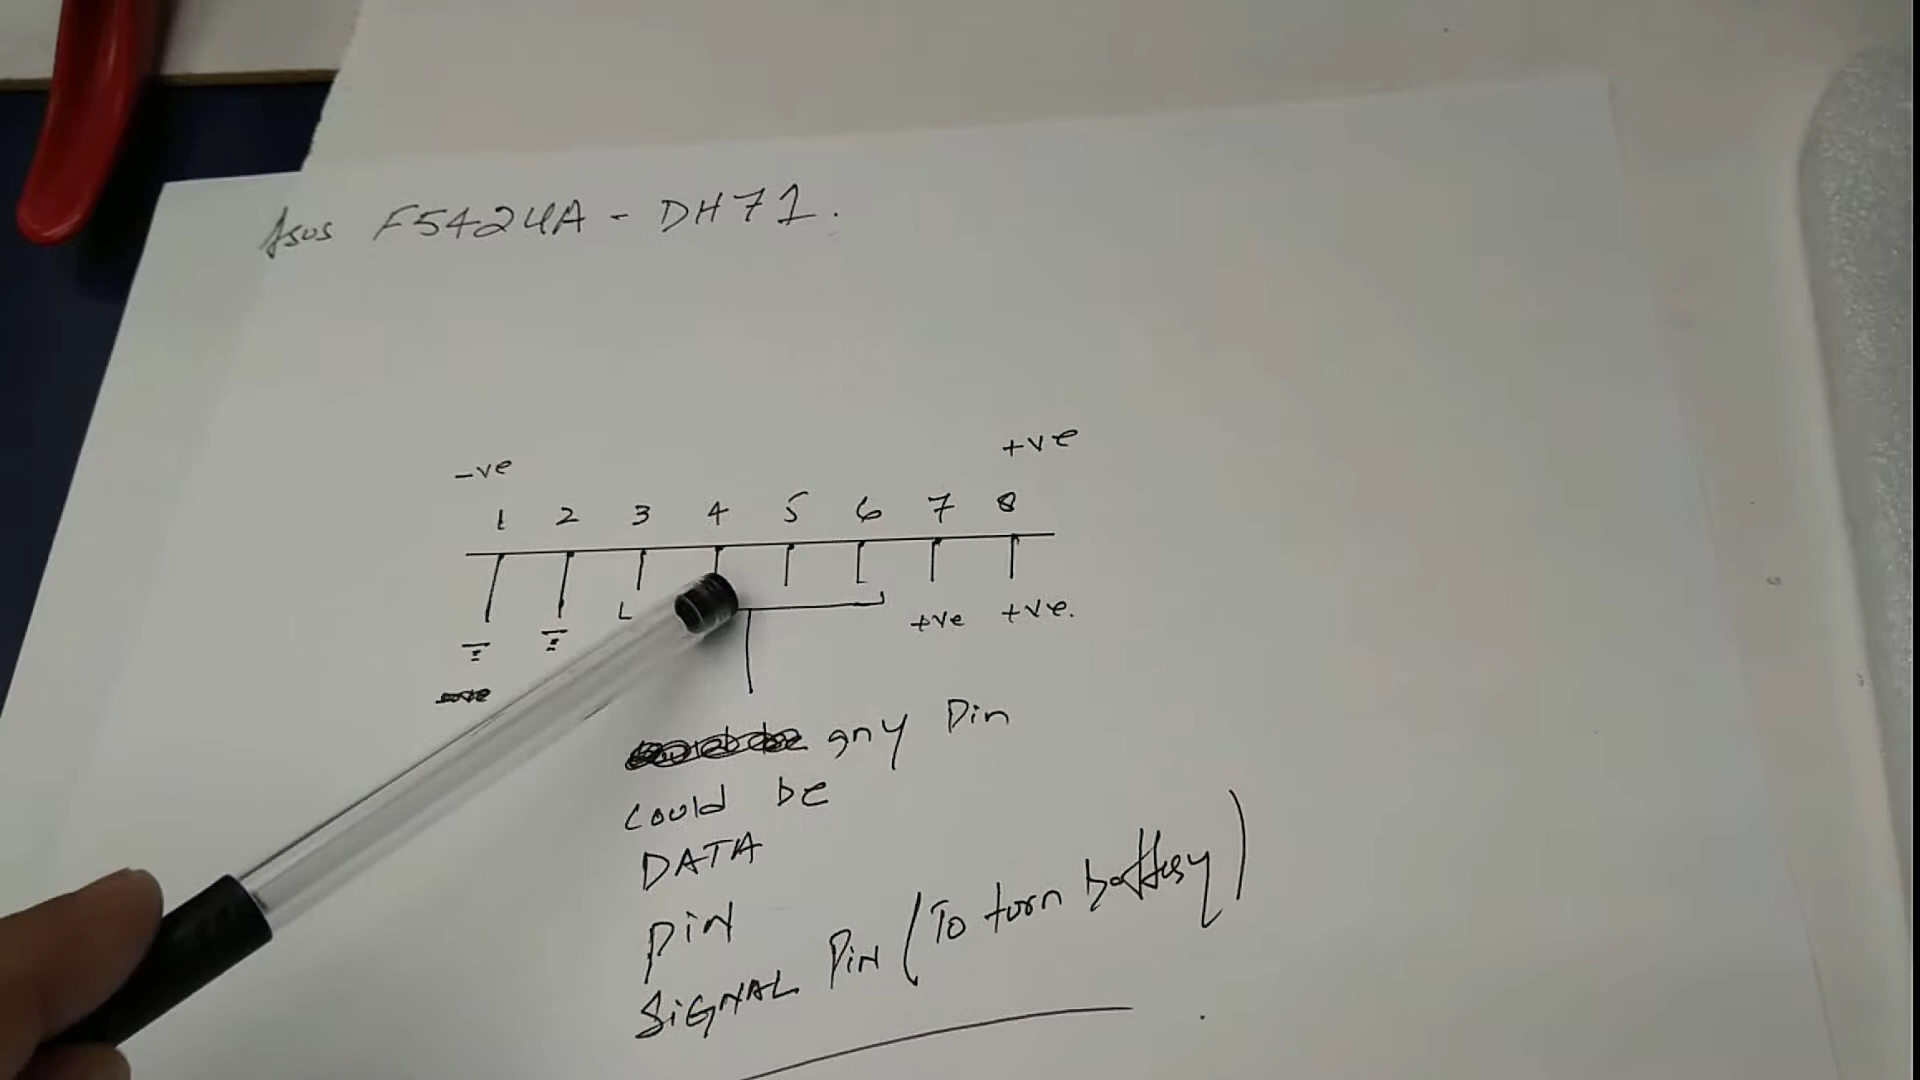 Asus F5424A - DH71.
-ve +ve
1 2 3 4 5 6 7 8
+ve +ve.
any Pin
could be
DATA
PiN
SiGNAL PiN (To turn battery)